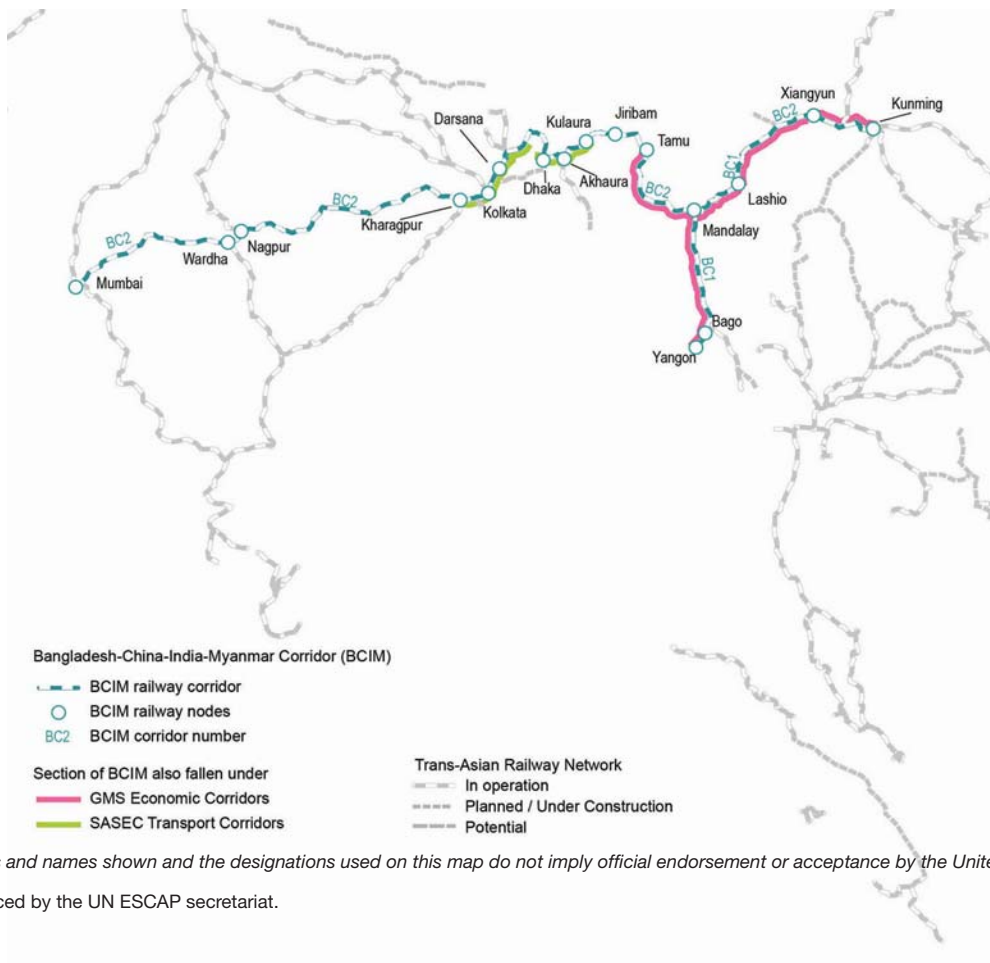 Xiangyun
Kunming
BC2
Jiribam
Darsana
Kulaura
Tamu
BC1
Dhaka
Akhaura
BC2
Lashio
BC2
Kharagpur
Kolkata
Mandalay
BC2
Nagpur
Wardha
BC1
Mumbai
Bago
Yangon
Bangladesh-China-India-Myanmar Corridor (BCIM)
BCIM railway corridor
BCIM railway nodes
BC2 BCIM corridor number
Section of BCIM also fallen under
GMS Economic Corridors
SASEC Transport Corridors
Trans-Asian Railway Network
In operation
Planned / Under Construction
Potential
and names shown and the designations used on this map do not imply official endorsement or acceptance by the Unite
ced by the UN ESCAP secretariat.